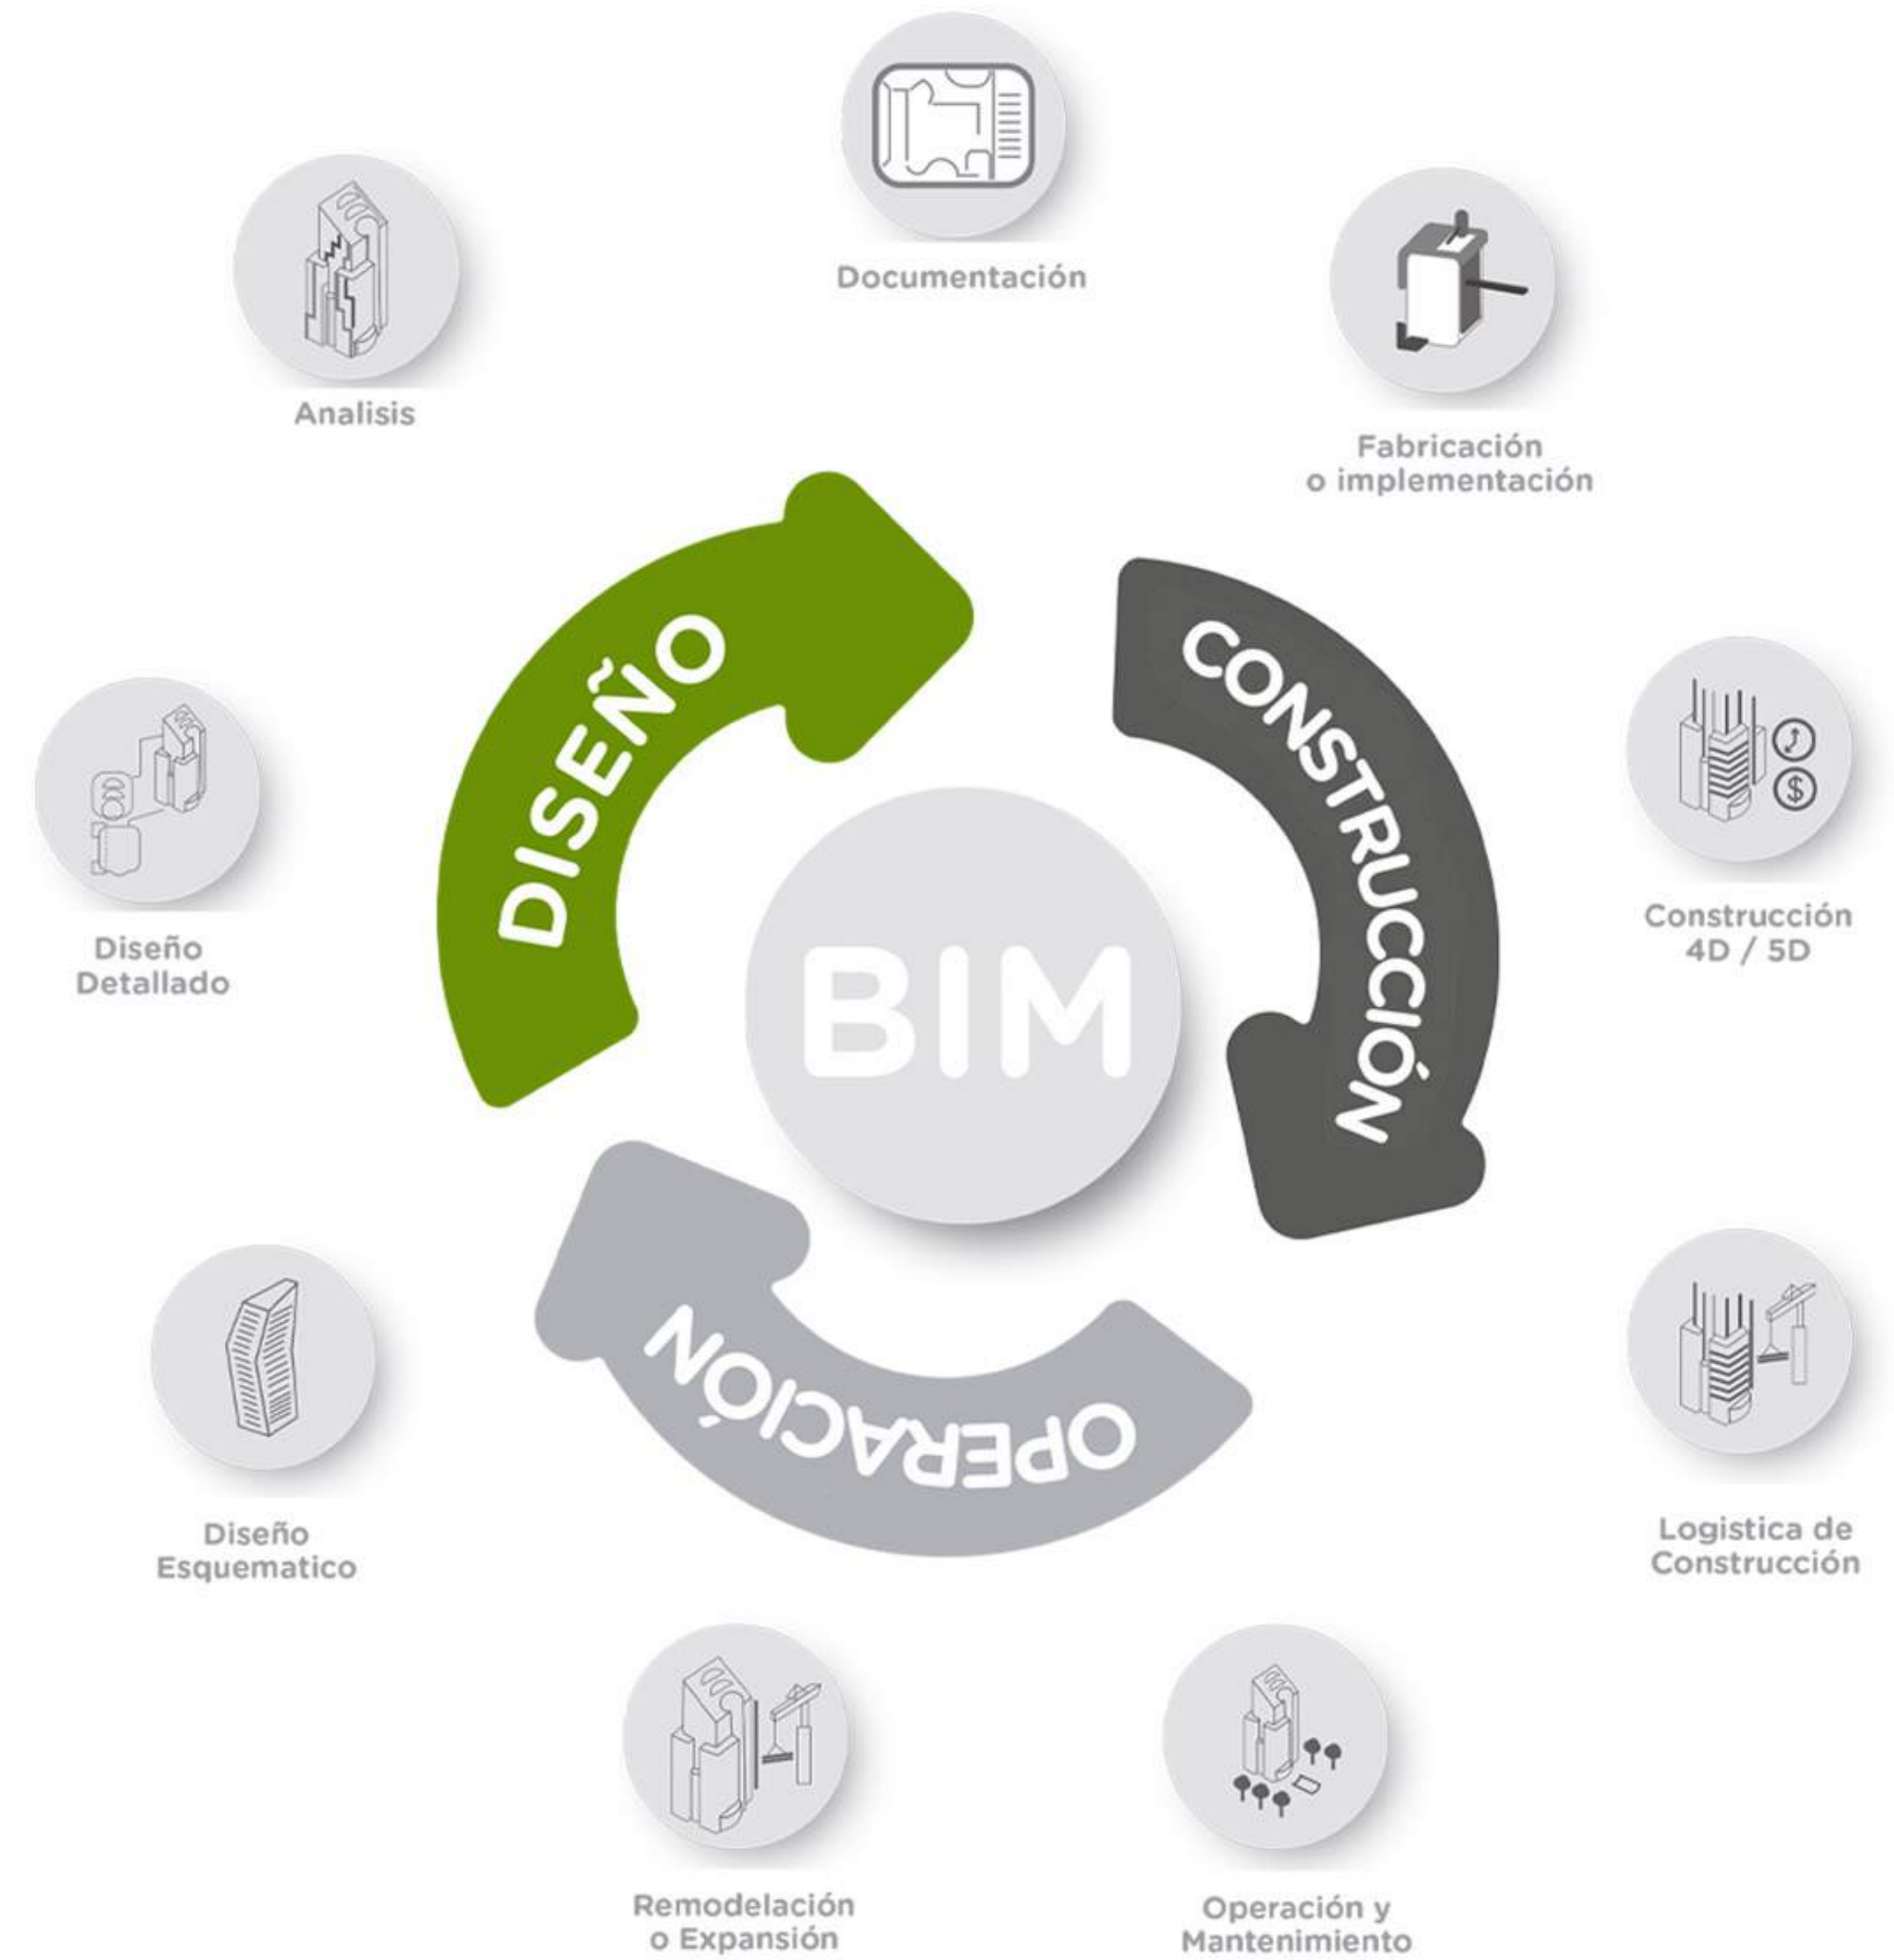 Documentación
Analisis
Fabricación
o implementación
DISEÑO
CONSTRUCCIÓN
$
Construcción
4D / 5D
Diseño
Detallado
BIM
OPERACIÓN
Diseño
Esquematico
Logistica de
Construcción
Remodelación
o Expansión
Operación y
Mantenimiento